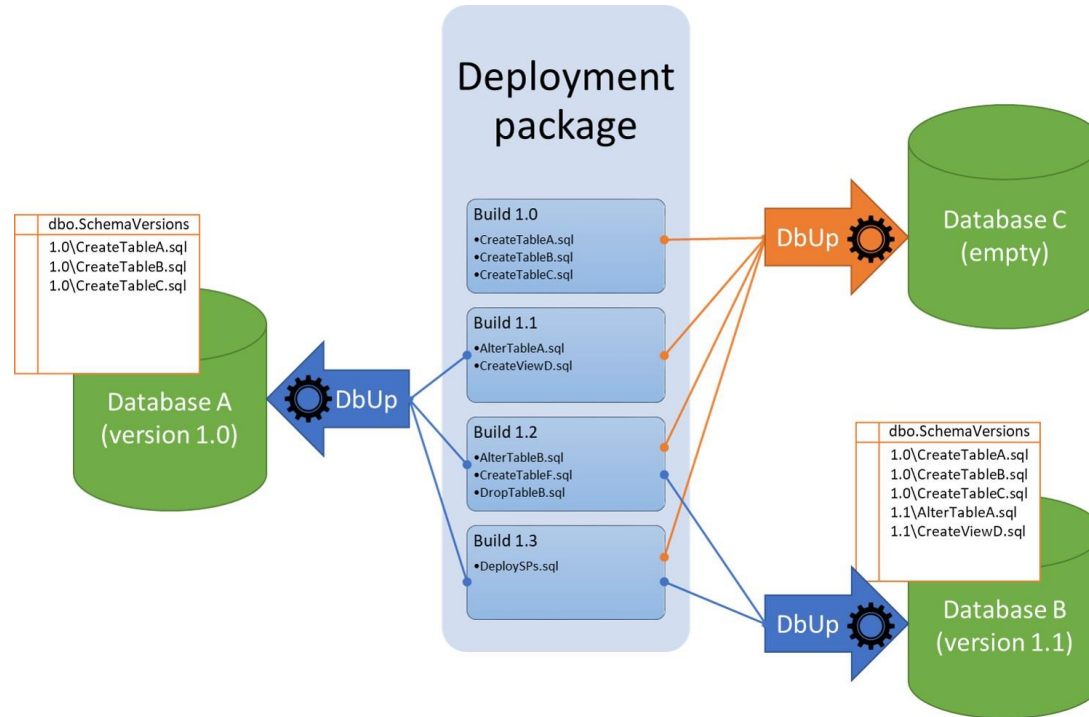 Deployment
package
dbo.SchemaVersions
1.0\CreateTableA.sql
1.0\CreateTableB.sql
1.0\CreateTableC.sql
Database A
(version 1.0)
DbUp
Build 1.0
•CreateTableA.sql
•CreateTableB.sql
•CreateTableC.sql
Build 1.1
•AlterTableA.sql
•CreateViewD.sql
Build 1.2
•AlterTableB.sql
•CreateTableF.sql
•DropTableB.sql
Build 1.3
•DeploySPs.sql
DbUp
Database C
(empty)
dbo.SchemaVersions
1.0\CreateTableA.sql
1.0\CreateTableB.sql
1.0\CreateTableC.sql
1.1\AlterTableA.sql
1.1\CreateViewD.sql
DbUp
Database B
(version 1.1)